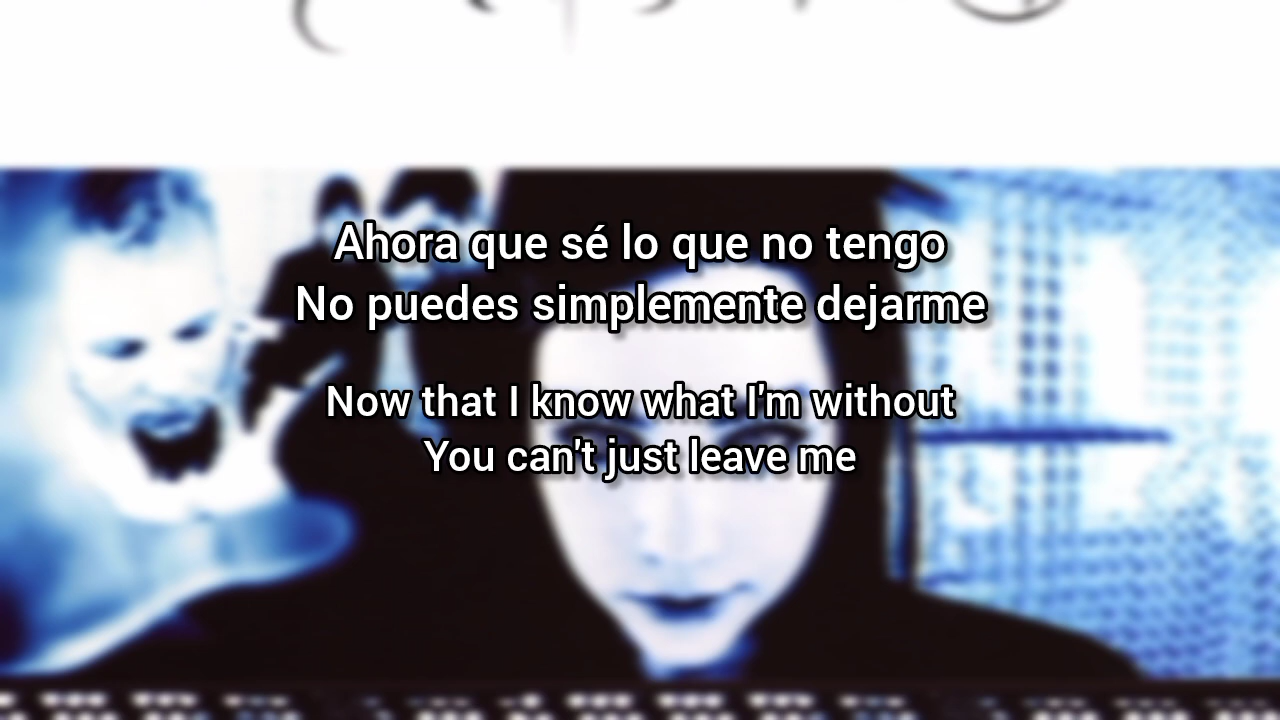 Ahora que sé lo que no tengo
No puedes simplemente dejarme
Now that I know what I'm without
You can't just leave me